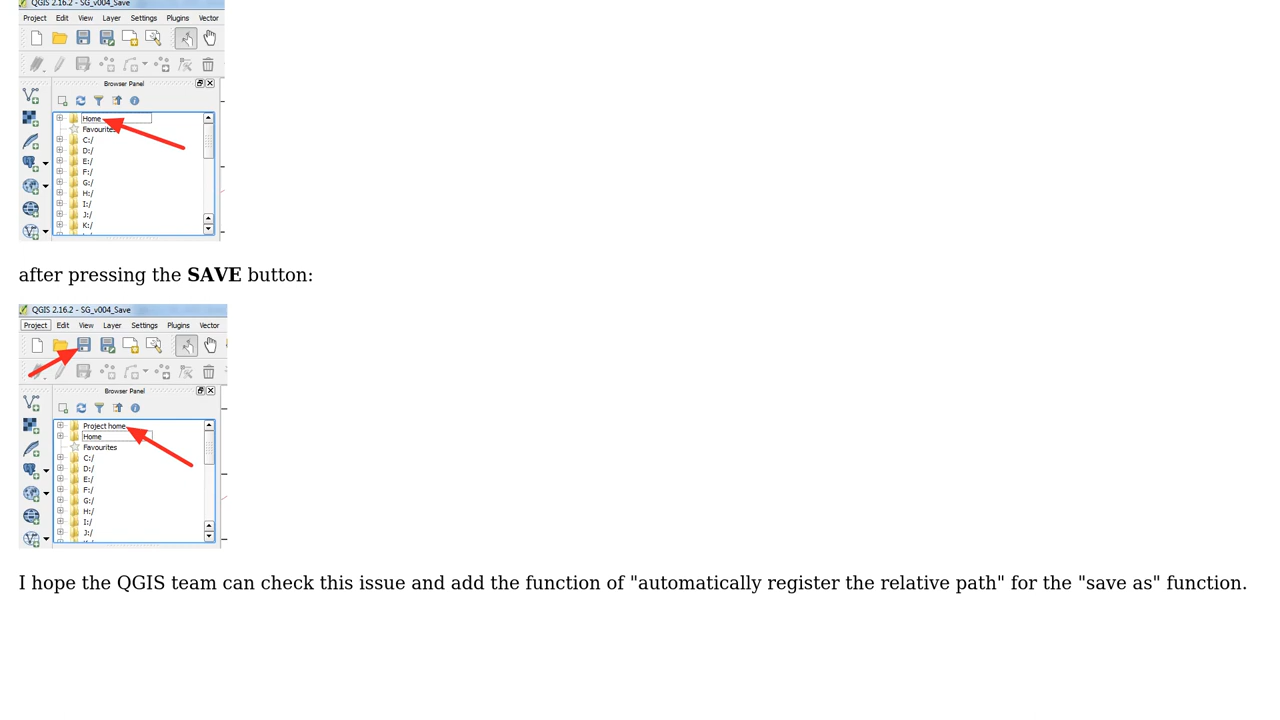 QGIS 2.16.2 - SG_v004_Save
Project Edit View Layer Settings Plugins Vector
Browser Panel
Home
Favourites
C:/
D:/
E:/
F:/
G:/
H:/
I:/
J:/
K:/
after pressing the SAVE button:
QGIS 2.16.2 - SG_v004_Save
Project Edit View Layer Settings Plugins Vector
Browser Panel
Project home
Home
Favourites
C:/
D:/
E:/
F:/
G:/
H:/
I:/
J:/
I hope the QGIS team can check this issue and add the function of "automatically register the relative path" for the "save as" function.